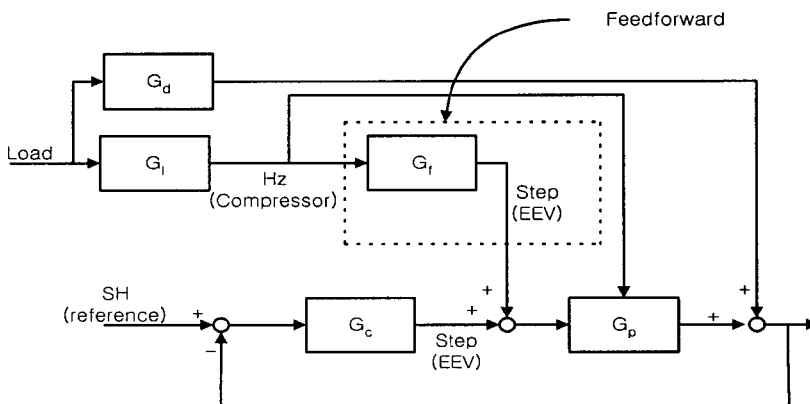 Feedforward
G_d
Load
G_l
G_f
Hz
(Compressor)
Step
(EEV)
+
+
SH
(reference)
+
G_c
+
G_p
+
−
Step
(EEV)